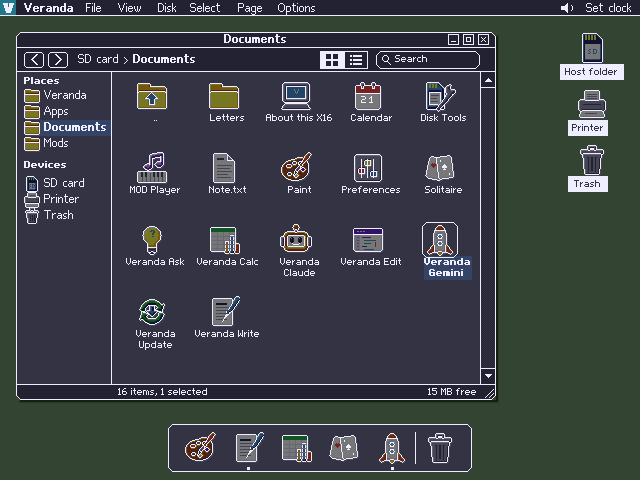 V Veranda File View Disk Select Page Options Set clock
Documents
SD card > Documents Search
Places
Veranda
Apps
Documents
Mods
Devices
SD card
Printer
Trash
.. Letters About this X16 Calendar Disk Tools
MOD Player Note.txt Paint Preferences Solitaire
Veranda Ask Veranda Calc Veranda Claude Veranda Edit Veranda Gemini
Veranda Update Veranda Write
16 items, 1 selected 15 MB free
SD
Host folder
Printer
Trash
21
V